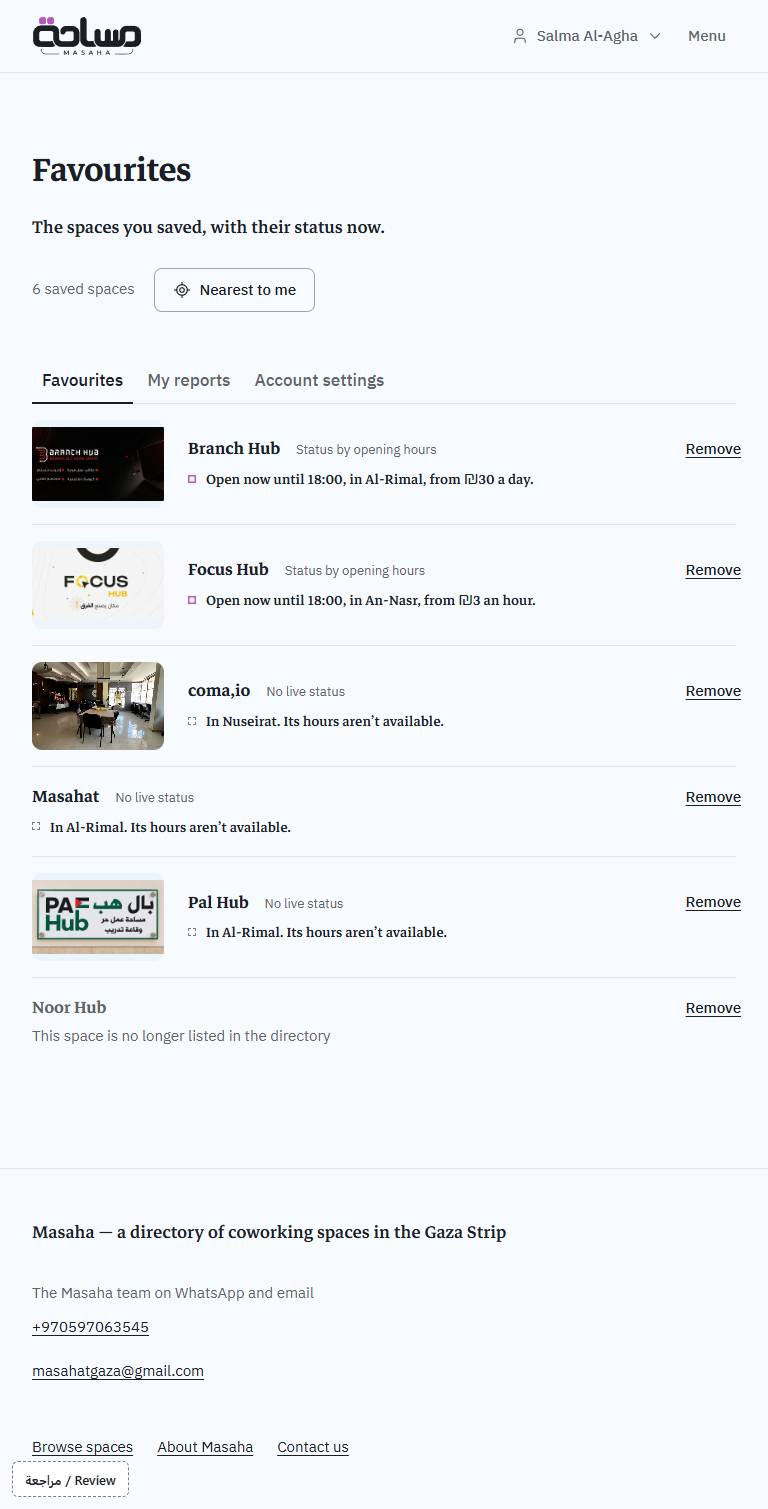 مساحة
MASAHA
Salma Al-Agha
Menu
Favourites
The spaces you saved, with their status now.
6 saved spaces
Nearest to me
Favourites My reports Account settings
BRANCH HUB
Branch Hub Status by opening hours Remove
Open now until 18:00, in Al-Rimal, from ₪30 a day.
FOCUS
HUB
مكان يصنع الفرق
Focus Hub Status by opening hours Remove
Open now until 18:00, in An-Nasr, from ₪3 an hour.
coma,io No live status Remove
In Nuseirat. Its hours aren’t available.
Masahat No live status Remove
In Al-Rimal. Its hours aren’t available.
PAL بال هب
Hub مساحة عمل حر
وقاعة تدريب
Pal Hub No live status Remove
In Al-Rimal. Its hours aren’t available.
Noor Hub Remove
This space is no longer listed in the directory
Masaha — a directory of coworking spaces in the Gaza Strip
The Masaha team on WhatsApp and email
+970597063545
masahatgaza@gmail.com
Browse spaces About Masaha Contact us
مراجعة / Review